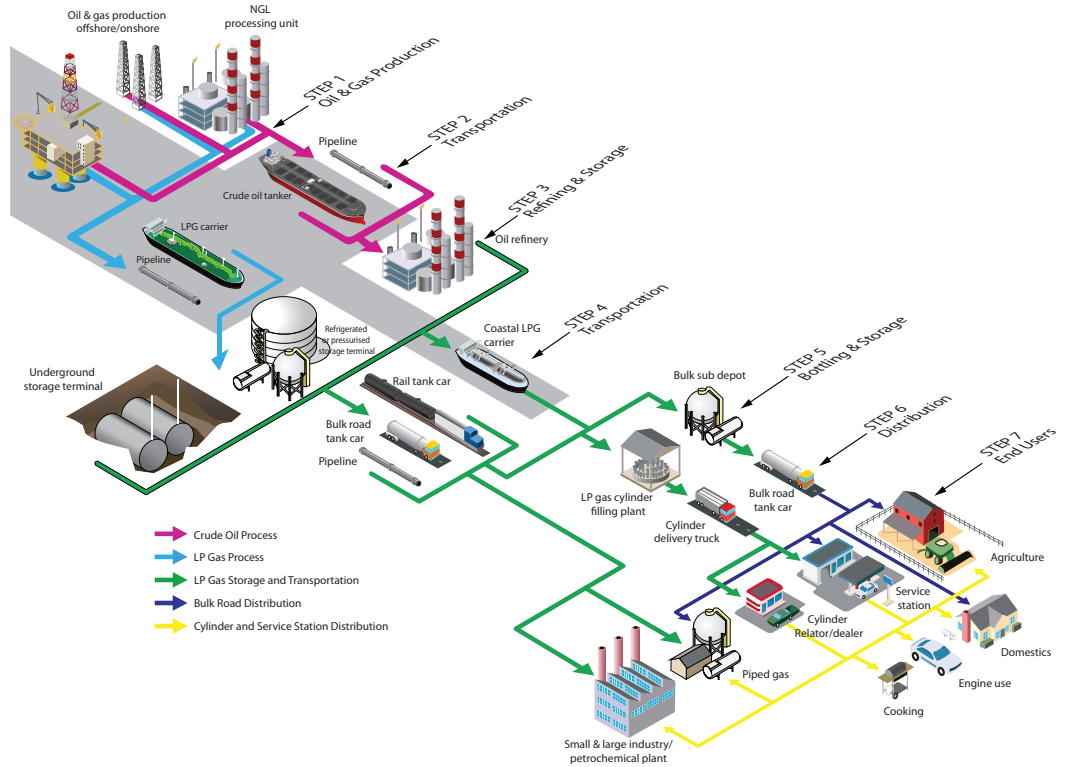 Oil & gas production
offshore/onshore
NGL
processing unit
STEP 1
Oil & Gas Production
Pipeline
STEP 2
Transportation
Crude oil tanker
STEP 3
Refining & Storage
LPG carrier
Oil refinery
Pipeline
STEP 4
Transportation
Refrigerated
or pressurised
storage terminal
Coastal LPG
carrier
STEP 5
Bottling & Storage
Underground
storage terminal
Rail tank car
Bulk sub depot
STEP 6
Distribution
Bulk road
tank car
STEP 7
End Users
Pipeline
LP gas cylinder
filling plant
Bulk road
tank car
Cylinder
delivery truck
Crude Oil Process
LP Gas Process
LP Gas Storage and Transportation
Bulk Road Distribution
Cylinder and Service Station Distribution
Agriculture
Service
station
Cylinder
Relator/dealer
Domestics
Piped gas
Engine use
Cooking
Small & large industry/
petrochemical plant